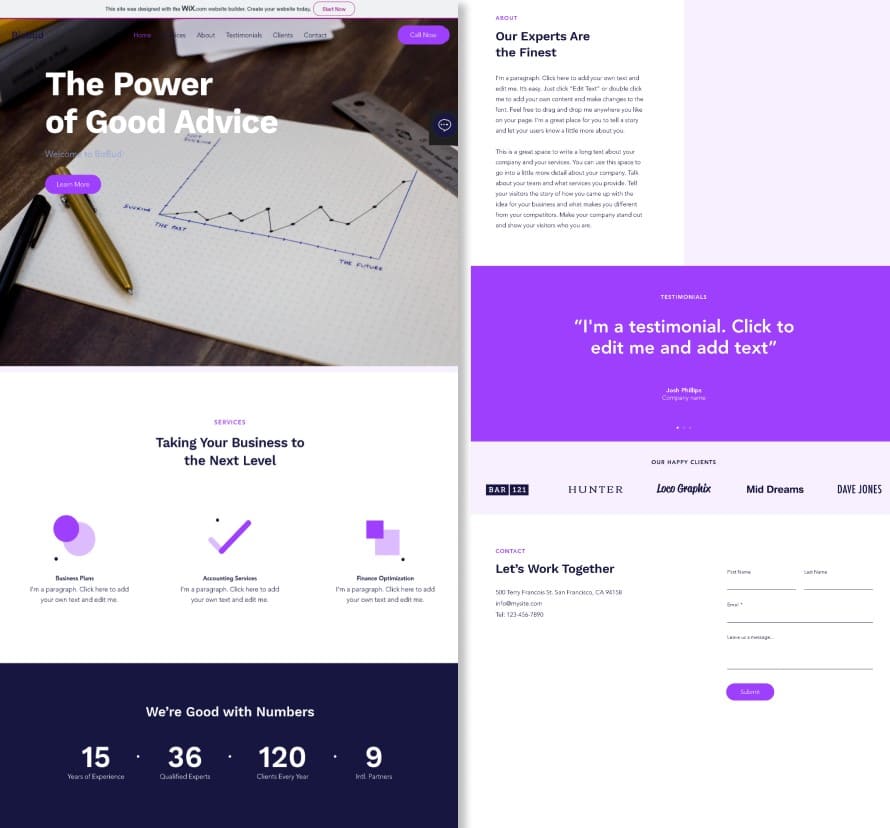 This site was designed with the WiX.com website builder. Create your website today. Start Now
Home
About Testimonials Clients Contact
Call Now
The Power
of Good Advice
Welcome to BizBud
Learn More
SUCKING
THE PAST
THE FUTURE
SERVICES
Taking Your Business to
the Next Level
Business Plans
I'm a paragraph. Click here to add
your own text and edit me.
Accounting Services
I'm a paragraph. Click here to add
your own text and edit me.
Finance Optimization
I'm a paragraph. Click here to add
your own text and edit me.
We're Good with Numbers
15 · 36 · 120 · 9
Years of Experience
Qualified Experts
Clients Every Year
Intl. Partners
ABOUT
Our Experts Are
the Finest
I'm a paragraph. Click here to add your own text and
edit me. It's easy. Just click "Edit Text" or double click
me to add your own content and make changes to the
font. Feel free to drag and drop me anywhere you like
on your page. I'm a great place for you to tell a story
and let your users know a little more about you.
This is a great space to write a long text about your
company and your services. You can use this space to
go into a little more detail about your company. Talk
about your team and what services you provide. Tell
your visitors the story of how you came up with the
idea for your business and what makes you different
from your competitors. Make your company stand out
and show your visitors who you are.
TESTIMONIALS
"I'm a testimonial. Click to
edit me and add text"
Josh Phillips
Company name
OUR HAPPY CLIENTS
BAR 121
HUNTER
Loco Graphix
Mid Dreams
DAVE JONES
CONTACT
Let's Work Together
500 Terry Francois St. San Francisco, CA 94158
info@mysite.com
Tel: 123-456-7890
First Name
Last Name
Email *
Leave us a message...
Submit